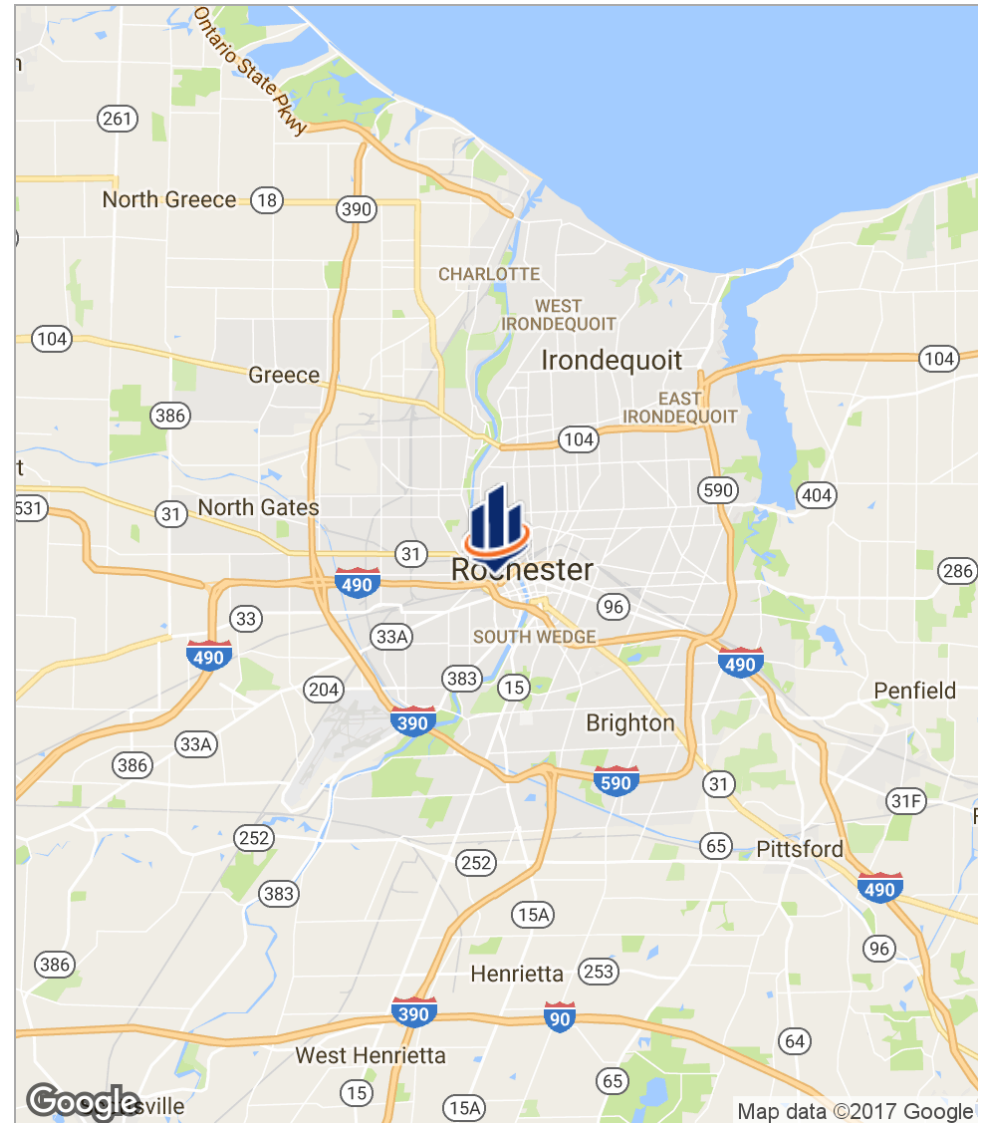 Ontario State Pkwy
261
North Greece
18
390
CHARLOTTE
WEST
IRONDEQUOIT
104
Irondequoit
104
Greece
EAST
IRONDEQUOIT
386
104
590
404
531
31
North Gates
31
Rochester
286
490
96
33
33A
SOUTH WEDGE
490
490
383
15
204
Penfield
390
Brighton
33A
386
590
31
31F
252
65
Pittsford
252
383
490
15A
96
386
Henrietta
253
390
90
64
West Henrietta
65
15
15A
Google
Map data ©2017 Google